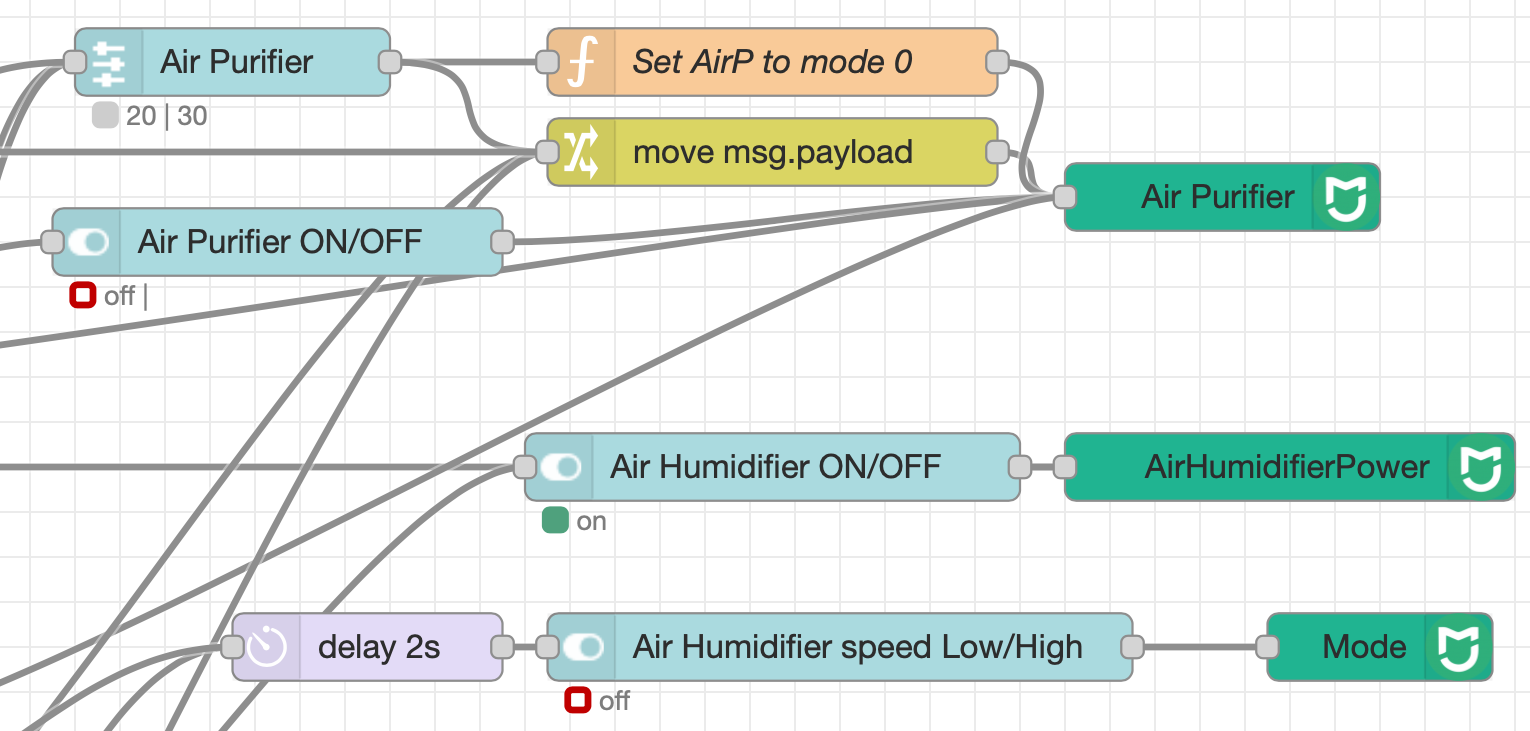 Air Purifier
20 | 30
Set AirP to mode 0
move msg.payload
Air Purifier
Air Purifier ON/OFF
off |
Air Humidifier ON/OFF
on
AirHumidifierPower
delay 2s
Air Humidifier speed Low/High
off
Mode